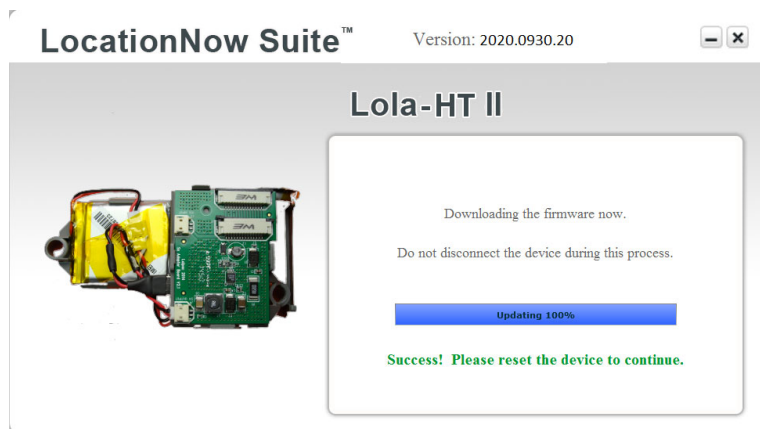 LocationNow Suite™
Version: 2020.0930.20
Lola-HT II
Downloading the firmware now.
Do not disconnect the device during this process.
Updating 100%
Success! Please reset the device to continue.